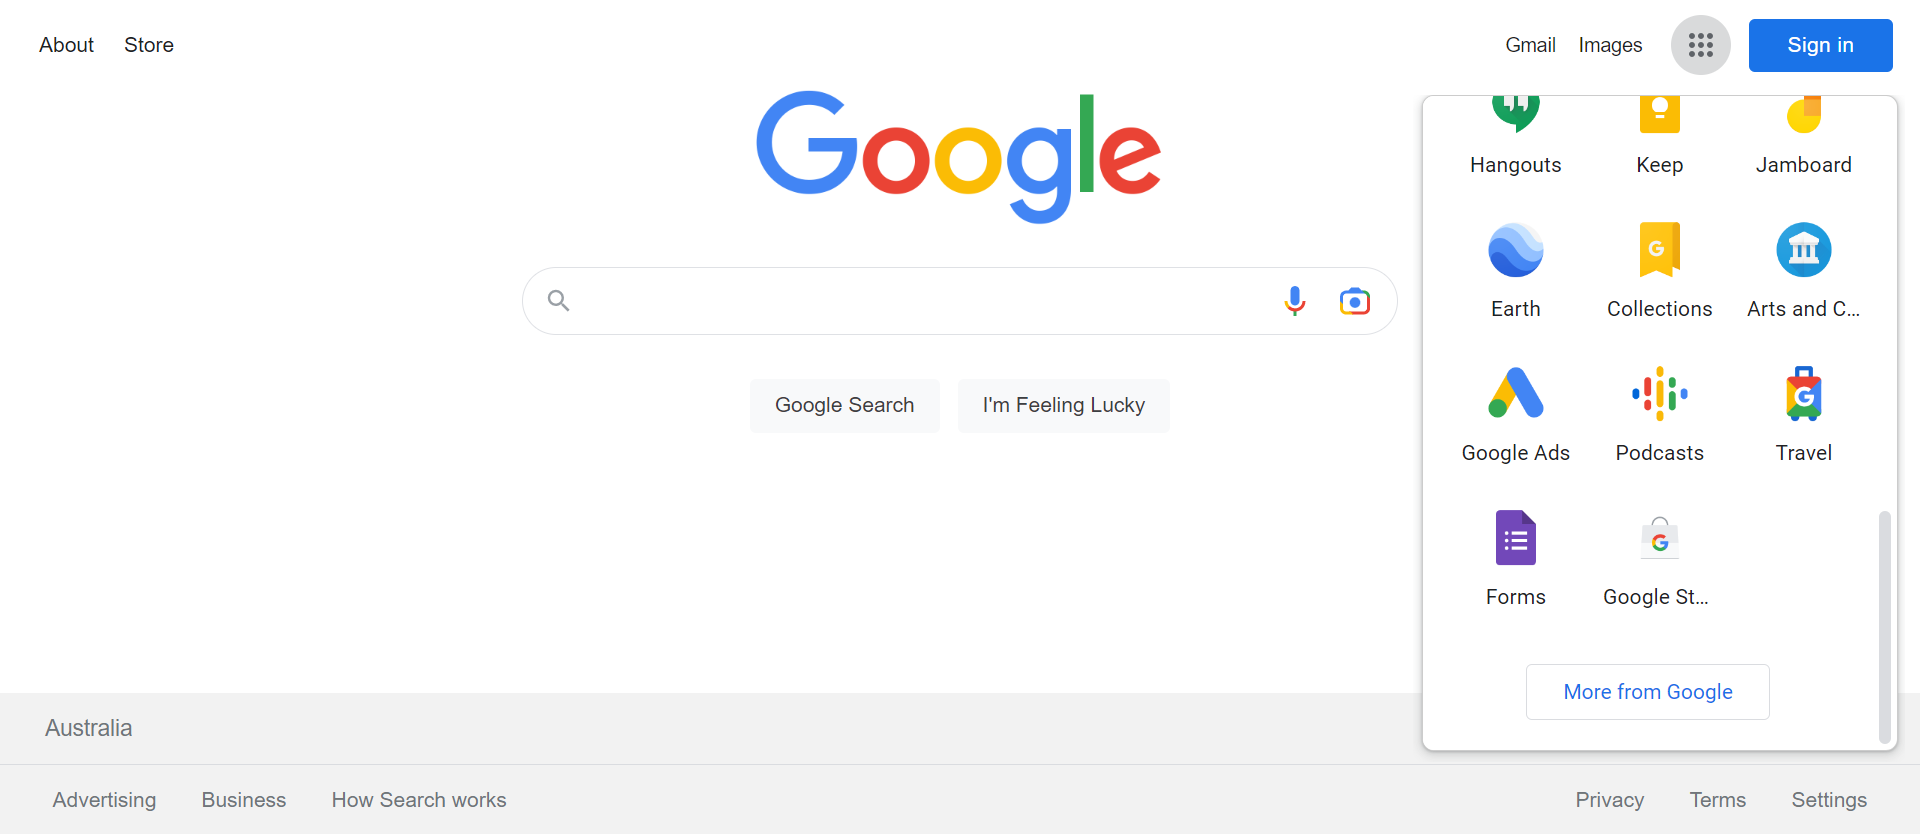 About Store
Gmail Images Sign in
Google
Google Search I'm Feeling Lucky
Hangouts Keep Jamboard
G
Earth Collections Arts and C...
G
Google Ads Podcasts Travel
G
Forms Google St...
More from Google
Australia
Advertising Business How Search works
Privacy Terms Settings